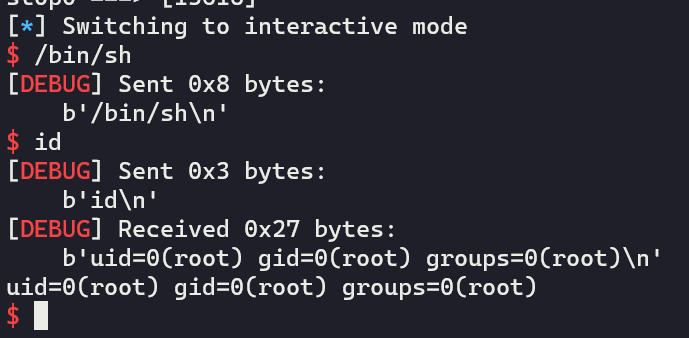 [*] Switching to interactive mode
$ /bin/sh
[DEBUG] Sent 0x8 bytes:
    b'/bin/sh\n'
$ id
[DEBUG] Sent 0x3 bytes:
    b'id\n'
[DEBUG] Received 0x27 bytes:
    b'uid=0(root) gid=0(root) groups=0(root)\n'
uid=0(root) gid=0(root) groups=0(root)
$